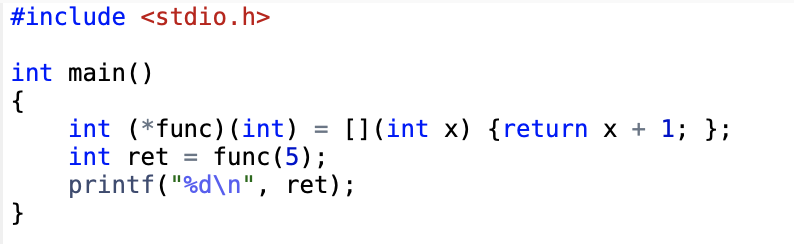 #include <stdio.h>

int main()
{
    int (*func)(int) = [](int x) {return x + 1; };
    int ret = func(5);
    printf("%d\n", ret);
}